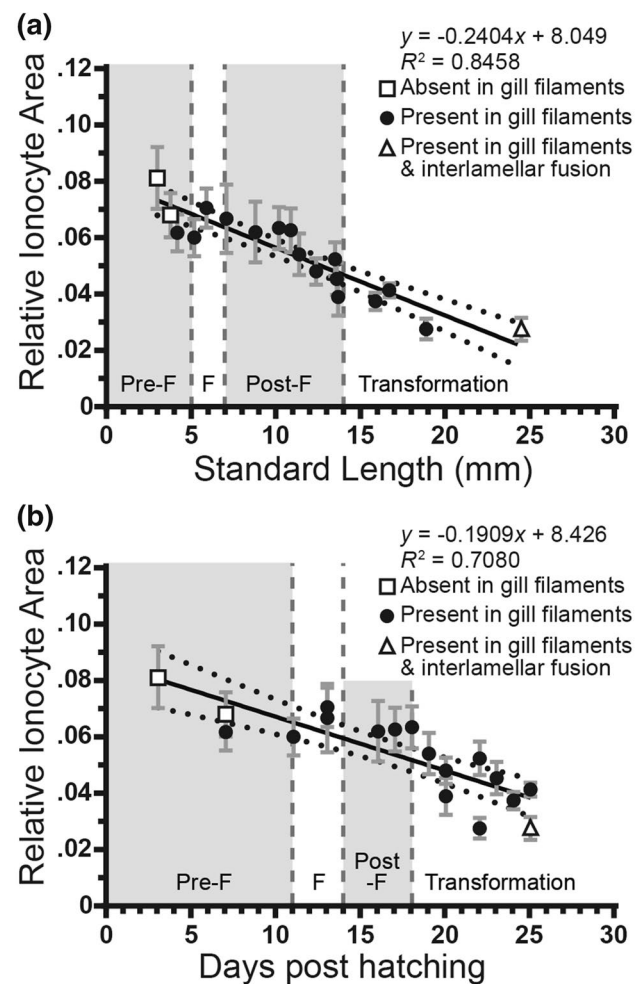 (a)
y = -0.2404x + 8.049
R² = 0.8458
Absent in gill filaments
Present in gill filaments
Present in gill filaments
& interlamellar fusion
Relative Ionocyte Area
.12
.10
.08
.06
.04
.02
0
Pre-F F Post-F Transformation
0 5 10 15 20 25 30
Standard Length (mm)
(b)
y = -0.1909x + 8.426
R² = 0.7080
Absent in gill filaments
Present in gill filaments
Present in gill filaments
& interlamellar fusion
Relative Ionocyte Area
.12
.10
.08
.06
.04
.02
0
Post
Pre-F F -F Transformation
0 5 10 15 20 25 30
Days post hatching